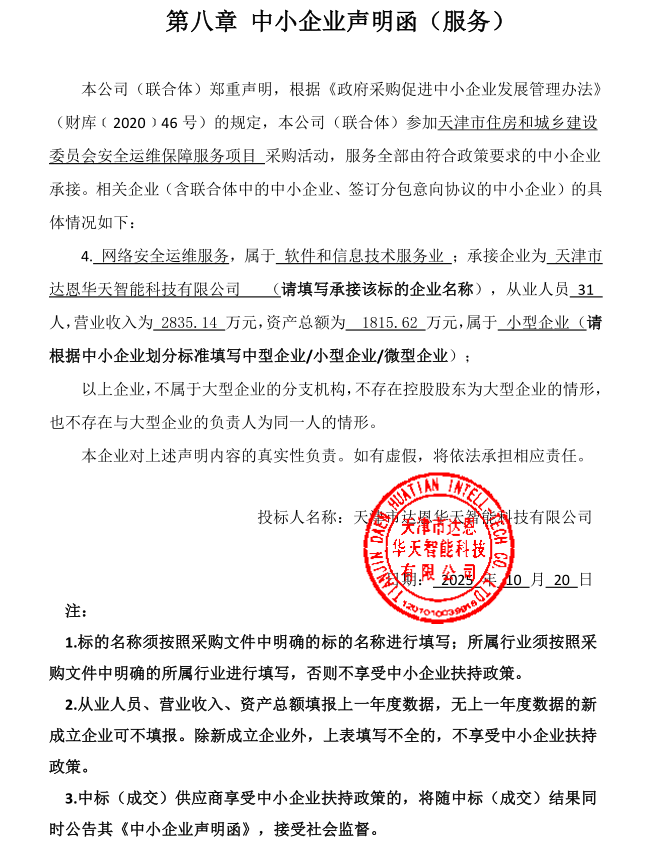 第八章 中小企业声明函（服务）
本公司（联合体）郑重声明，根据《政府采购促进中小企业发展管理办法》
（财库﹝2020﹞46 号）的规定，本公司（联合体）参加天津市住房和城乡建设
委员会安全运维保障服务项目 采购活动，服务全部由符合政策要求的中小企业
承接。相关企业（含联合体中的中小企业、签订分包意向协议的中小企业）的具
体情况如下：
4. 网络安全运维服务，属于 软件和信息技术服务业 ；承接企业为 天津市
达恩华天智能科技有限公司 （请填写承接该标的企业名称），从业人员 31
人，营业收入为 2835.14 万元，资产总额为 1815.62 万元，属于 小型企业（请
根据中小企业划分标准填写中型企业/小型企业/微型企业）；
以上企业，不属于大型企业的分支机构，不存在控股股东为大型企业的情形，
也不存在与大型企业的负责人为同一人的情形。
本企业对上述声明内容的真实性负责。如有虚假，将依法承担相应责任。
投标人名称：天津市达恩华天智能科技有限公司
TIANJIN DAEN HUATIAN INTELLI TECH CO.,LTD
天津市达恩
华天智能科技
有限公司
日期： 2025 年 10 月 20 日
注：
1.标的名称须按照采购文件中明确的标的名称进行填写；所属行业须按照采
购文件中明确的所属行业进行填写，否则不享受中小企业扶持政策。
2.从业人员、营业收入、资产总额填报上一年度数据，无上一年度数据的新
成立企业可不填报。除新成立企业外，上表填写不全的，不享受中小企业扶持
政策。
3.中标（成交）供应商享受中小企业扶持政策的，将随中标（成交）结果同
时公告其《中小企业声明函》，接受社会监督。